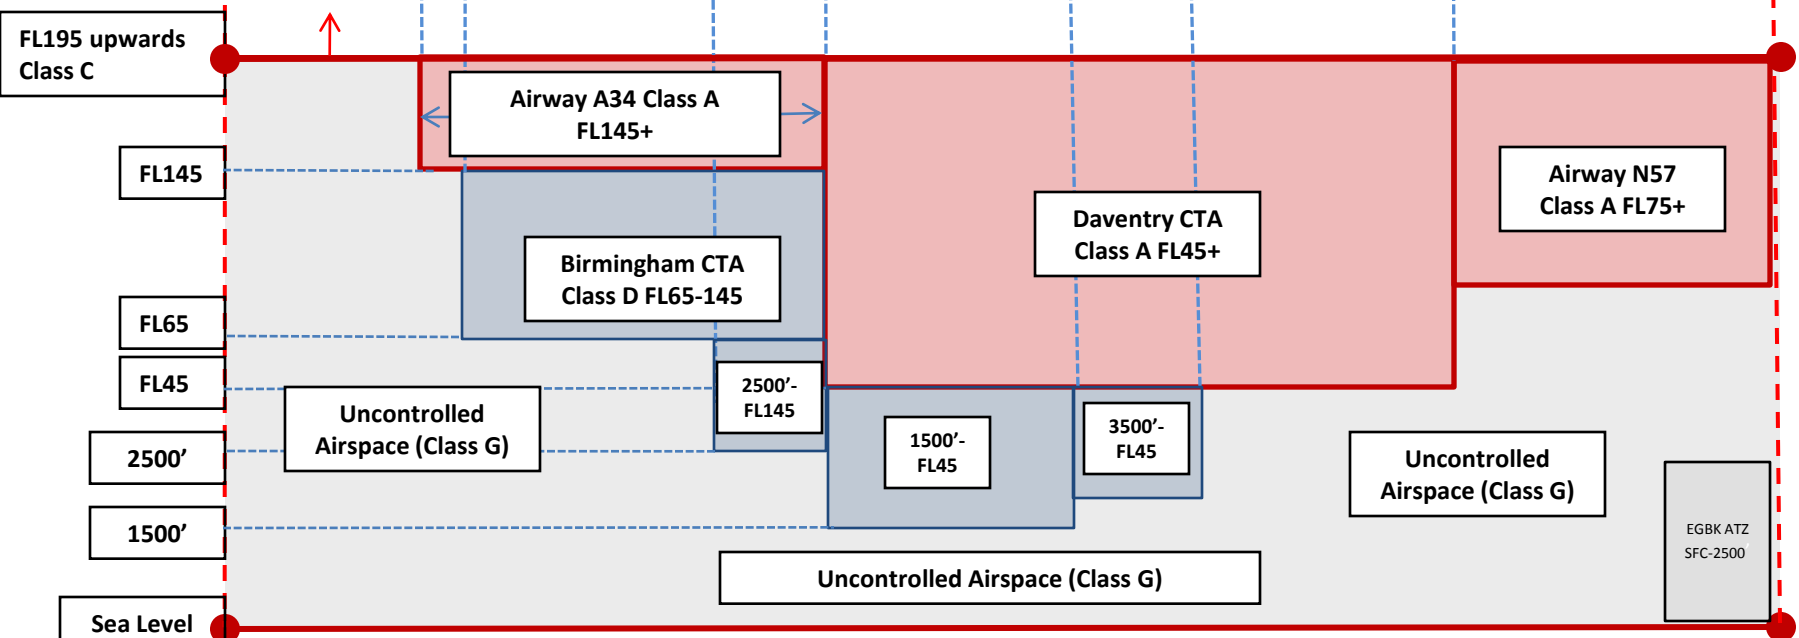 FL195 upwards
Class C
Airway A34 Class A
FL145+
FL145
Airway N57
Class A FL75+
Daventry CTA
Class A FL45+
Birmingham CTA
Class D FL65-145
FL65
FL45
2500’-
FL145
Uncontrolled
Airspace (Class G)
1500’-
FL45
3500’-
FL45
Uncontrolled
Airspace (Class G)
2500’
1500’
EGBK ATZ
SFC-2500’
Uncontrolled Airspace (Class G)
Sea Level